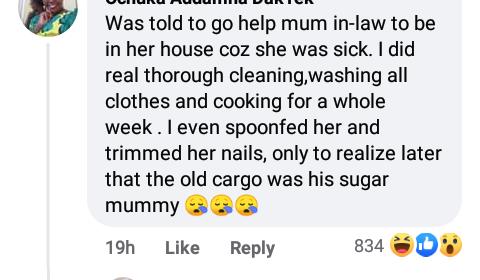 Was told to go help mum in-law to be
in her house coz she was sick. I did
real thorough cleaning,washing all
clothes and cooking for a whole
week . I even spoonfed her and
trimmed her nails, only to realize later
that the old cargo was his sugar
mummy 😪😪😪
19h Like Reply 834